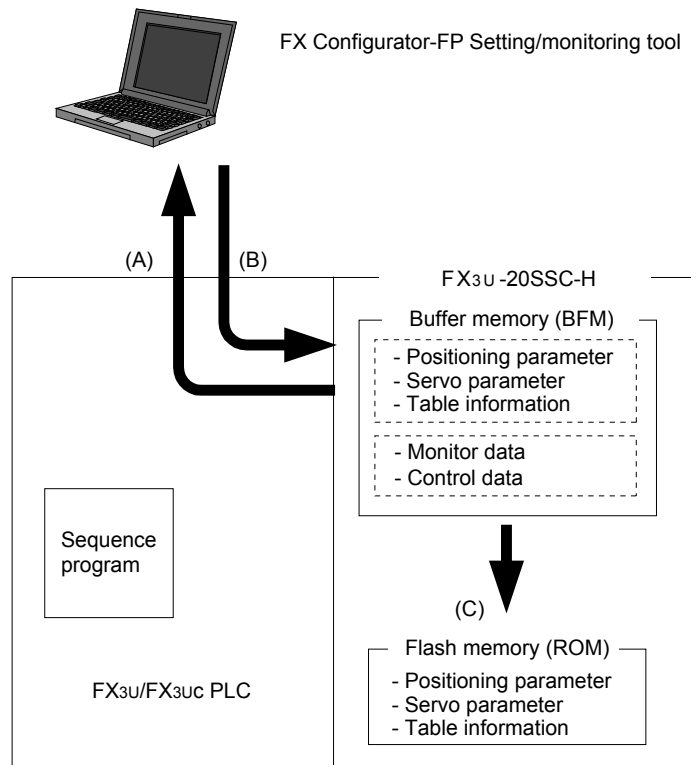 FX Configurator-FP Setting/monitoring tool
(A)
(B)
FX3U-20SSC-H
Buffer memory (BFM)
- Positioning parameter
- Servo parameter
- Table information
- Monitor data
- Control data
Sequence
program
(C)
Flash memory (ROM)
- Positioning parameter
- Servo parameter
- Table information
FX3U/FX3UC PLC